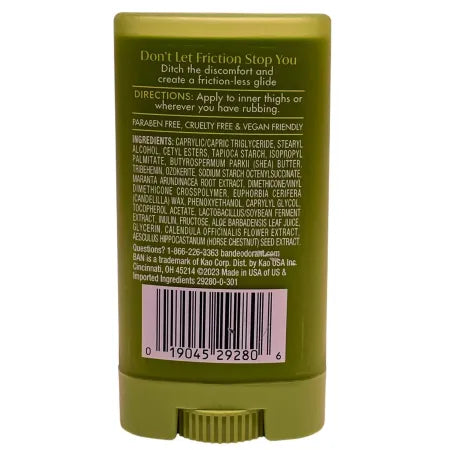 Don't Let Friction Stop You
Ditch the discomfort and
create a friction-less glide
DIRECTIONS: Apply to inner thighs or
wherever you have rubbing.
PARABEN FREE, CRUELTY FREE & VEGAN FRIENDLY
INGREDIENTS: CAPRYLIC/CAPRIC TRIGLYCERIDE, STEARYL
ALCOHOL, CETYL ESTERS, TAPIOCA STARCH, ISOPROPYL
PALMITATE, BUTYROSPERMUM PARKII (SHEA) BUTTER,
TRIBEHENIN, OZOKERITE, SODIUM STARCH OCTENYLSUCCINATE,
MARANTA ARUNDINACEA ROOT EXTRACT, DIMETHICONE/VINYL
DIMETHICONE CROSSPOLYMER, EUPHORBIA CERIFERA
(CANDELILLA) WAX, PHENOXYETHANOL, CAPRYLYL GLYCOL,
TOCOPHEROL ACETATE, LACTOBACILLUS/SOYBEAN FERMENT
EXTRACT, INULIN, FRUCTOSE, ALOE BARBADENSIS LEAF JUICE,
GLYCERIN, CALENDULA OFFICINALIS FLOWER EXTRACT,
AESCULUS HIPPOCASTANUM (HORSE CHESTNUT) SEED EXTRACT.
Questions? 1-866-226-3363 bandeodorant.com
BAN is a trademark of Kao Corp. Dist. by Kao USA Inc.
Cincinnati, OH 45214 ©2023 Made in USA of US &
Imported Ingredients 29280-0-301
0 19045 29280 6